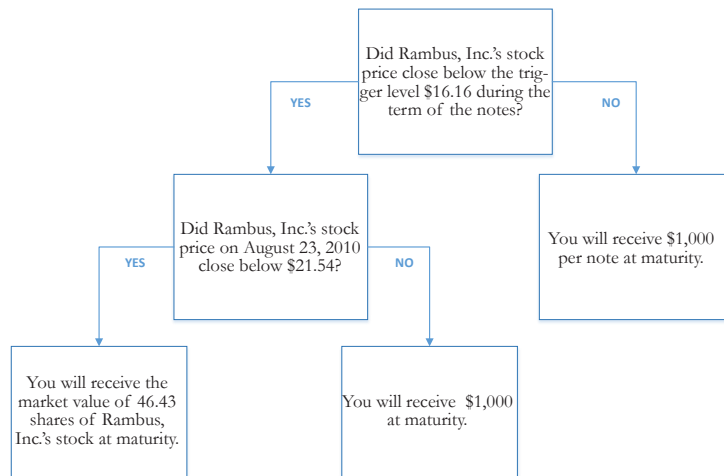 Did Rambus, Inc.'s stock
price close below the trig-
ger level $16.16 during the
term of the notes?
YES
NO
Did Rambus, Inc.'s stock
price on August 23, 2010
close below $21.54?
You will receive $1,000
per note at maturity.
YES
NO
You will receive the
market value of 46.43
shares of Rambus,
Inc.'s stock at maturity.
You will receive $1,000
at maturity.